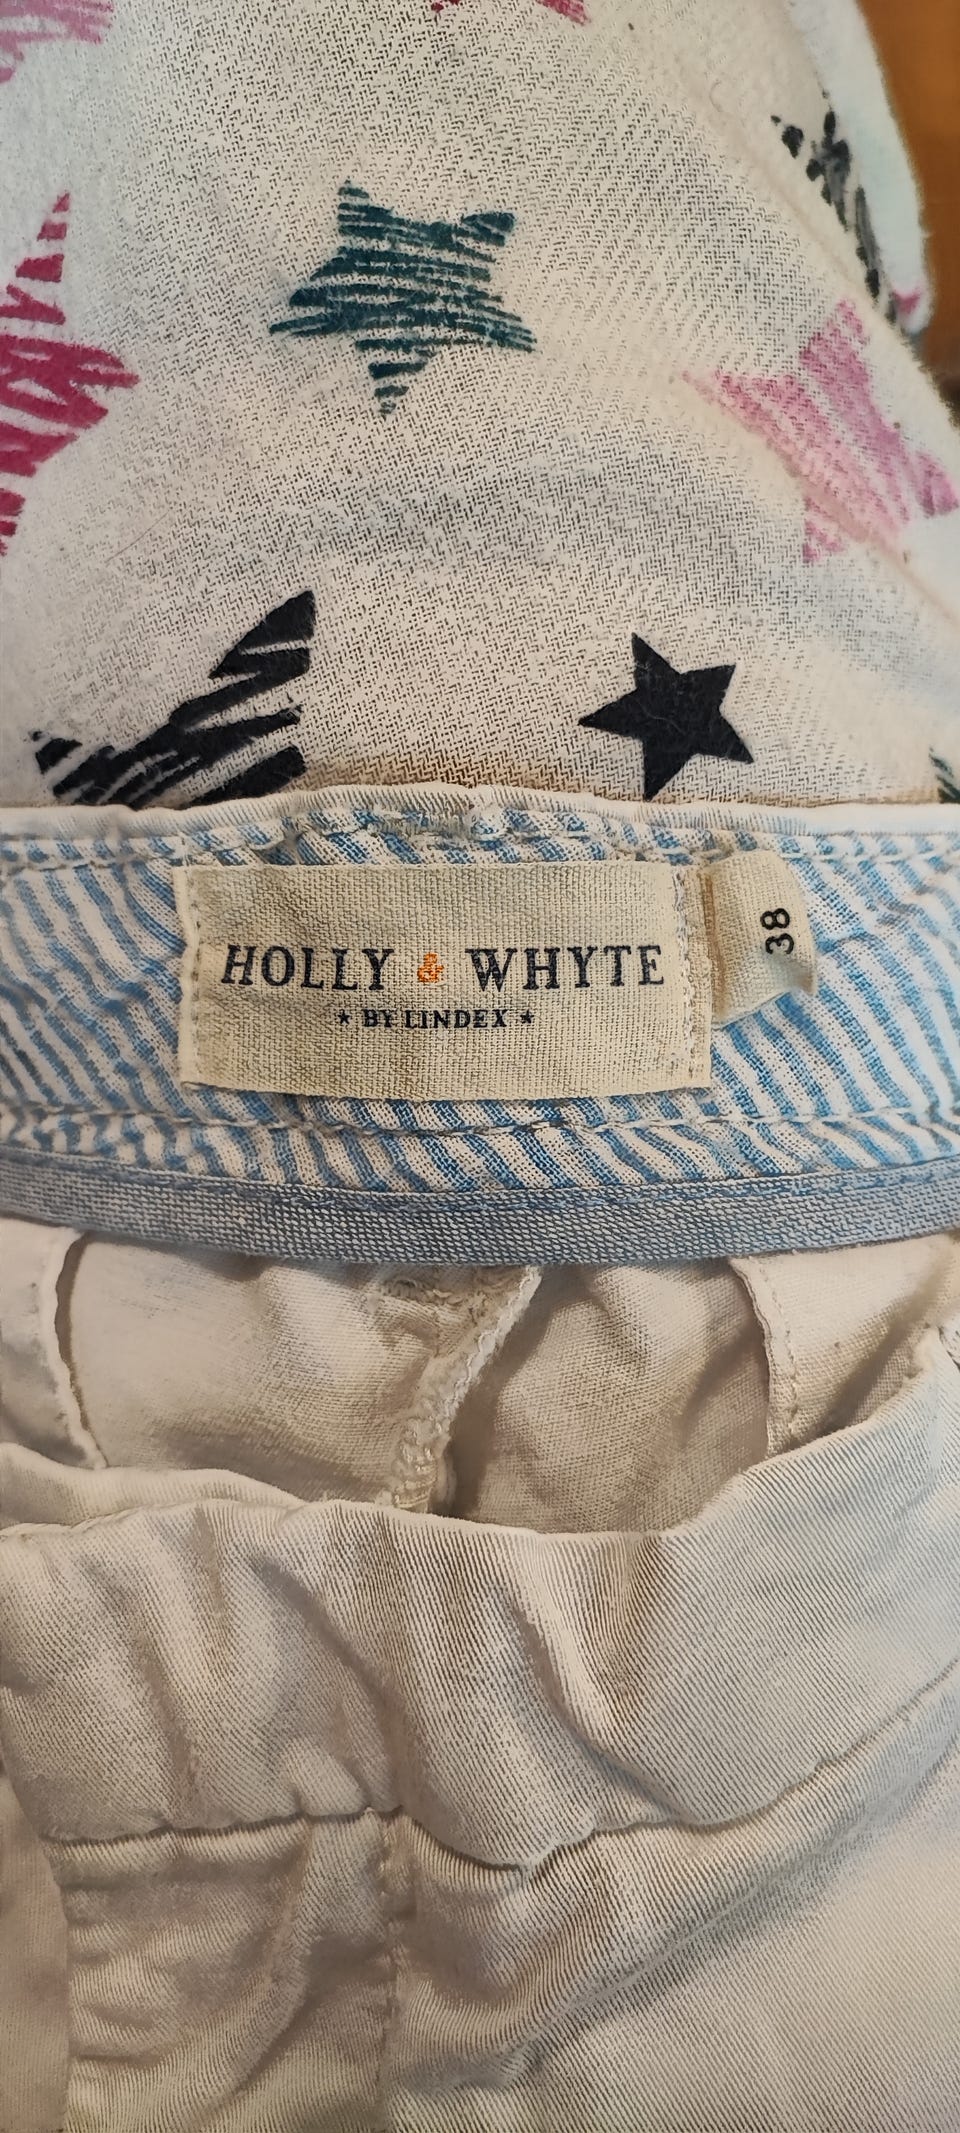 HOLLY & WHYTE
★ BY LINDEX ★
38